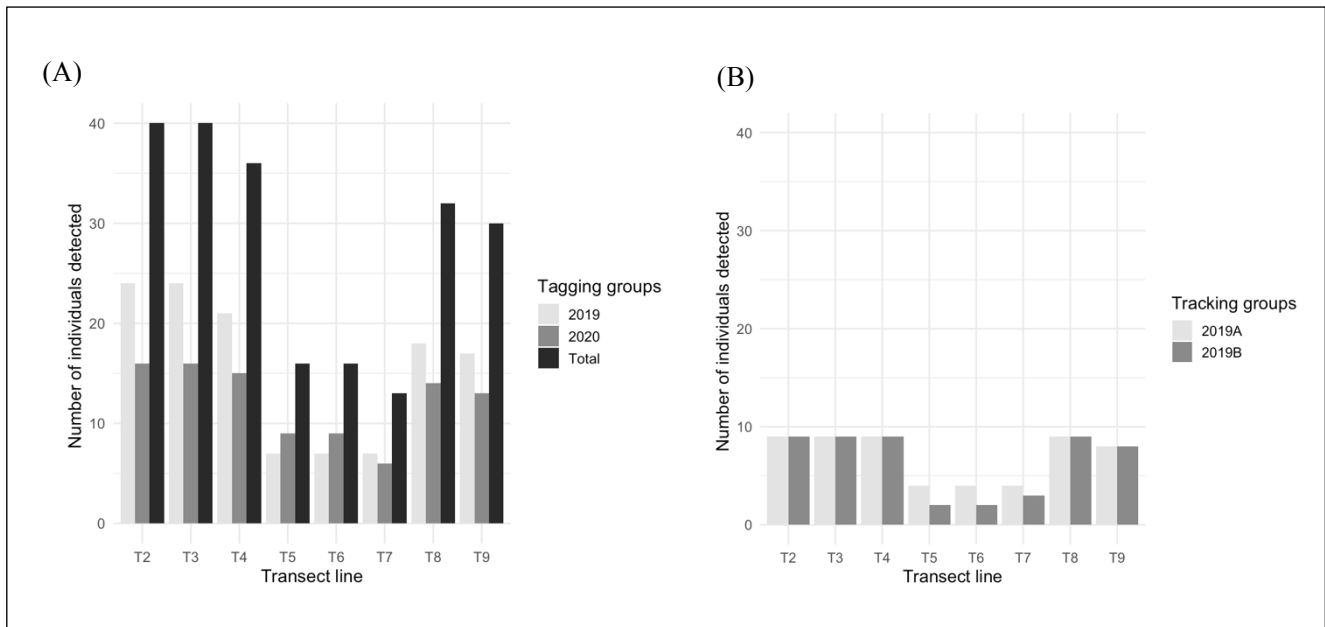 (A)
Number of individuals detected
40
30
20
10
0
T2 T3 T4 T5 T6 T7 T8 T9
Transect line
Tagging groups
2019
2020
Total
(B)
Number of individuals detected
40
30
20
10
0
T2 T3 T4 T5 T6 T7 T8 T9
Transect line
Tracking groups
2019A
2019B